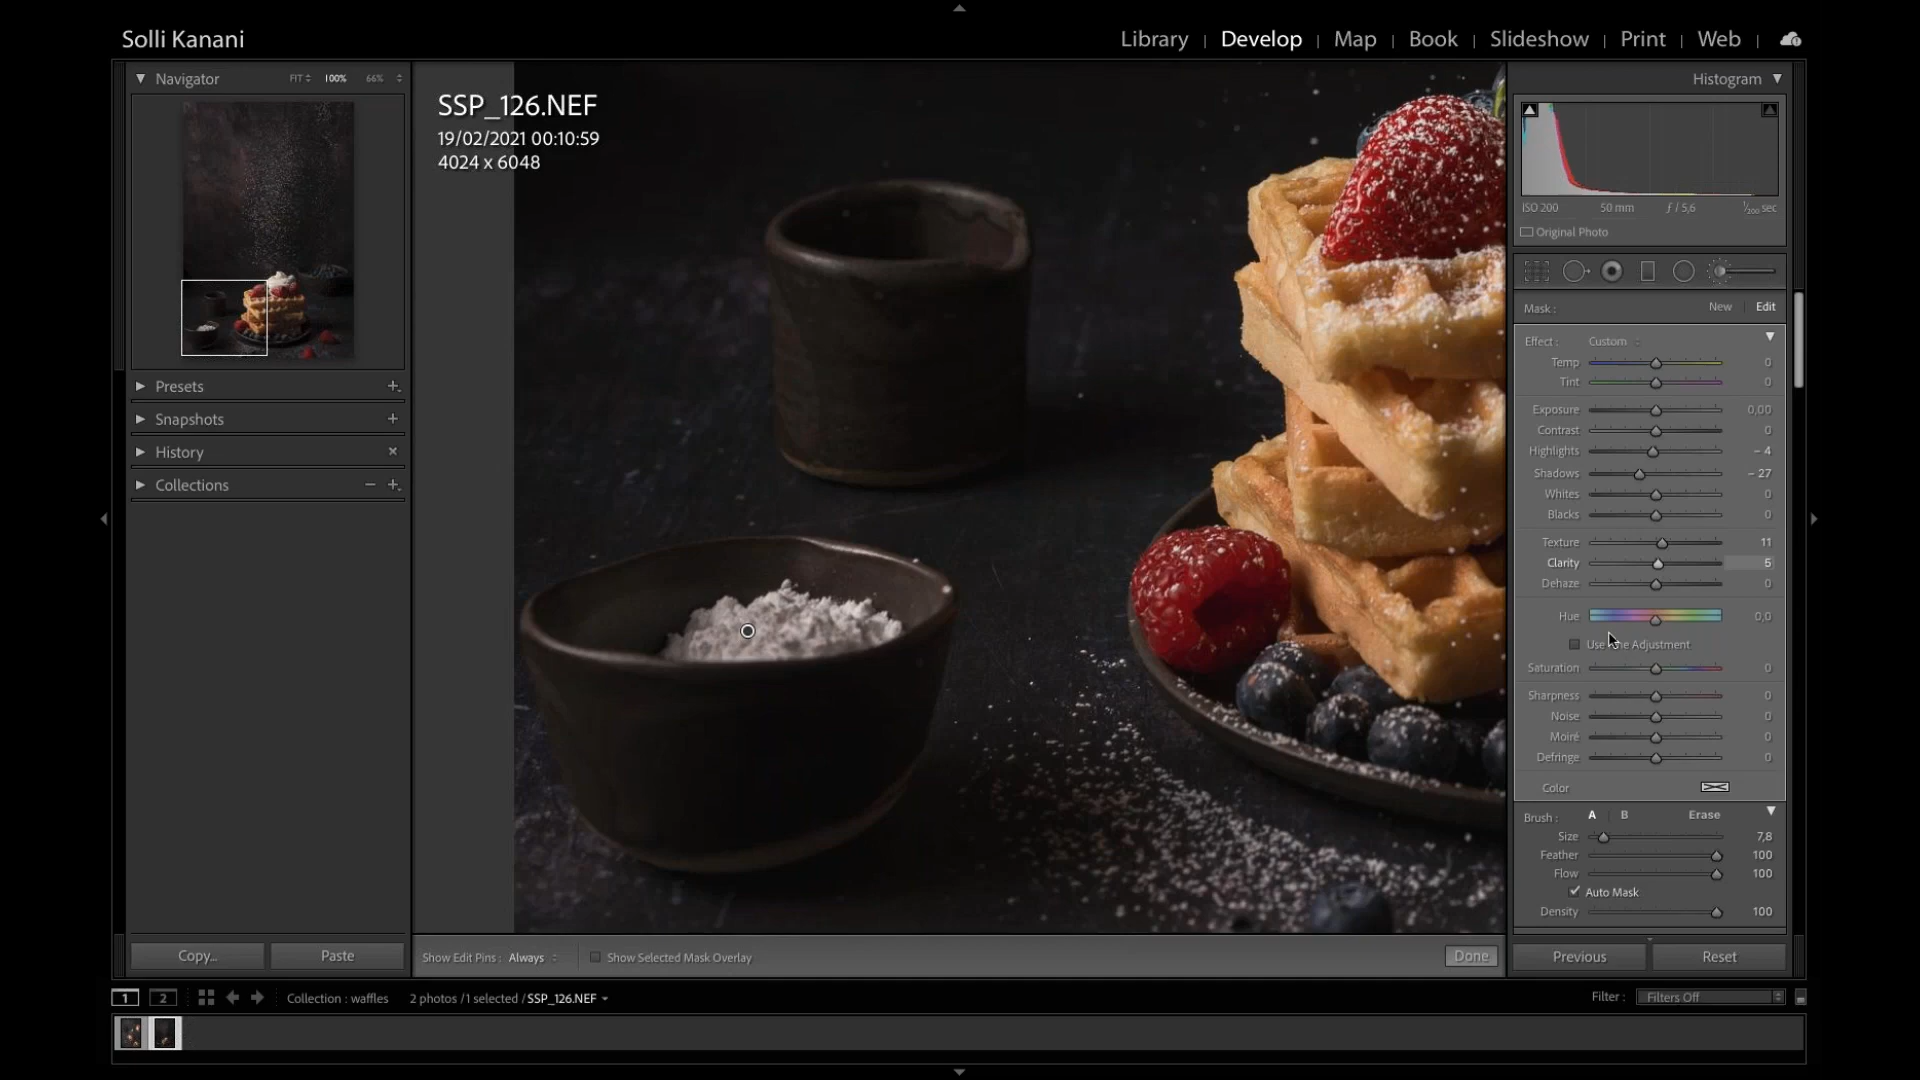 Solli Kanani
Library | Develop | Map | Book | Slideshow | Print | Web |
Navigator FIT 100% 66%
Presets
Snapshots
History
Collections
Copy... Paste
SSP_126.NEF
19/02/2021 00:10:59
4024 x 6048
Histogram
ISO 200 50 mm ƒ / 5,6 1/200 sec
Original Photo
Mask : New | Edit
Effect : Custom
Temp 0
Tint 0
Exposure 0,00
Contrast 0
Highlights – 4
Shadows – 27
Whites 0
Blacks 0
Texture 11
Clarity 5
Dehaze 0
Hue 0,0
Adjustment
Saturation 0
Sharpness 0
Noise 0
Moiré 0
Defringe 0
Color
Brush : A | B Erase
Size 7,8
Feather 100
Flow 100
Auto Mask
Density 100
Previous Reset
Show Edit Pins : Always Show Selected Mask Overlay Done
1 2 Collection : waffles 2 photos / 1 selected / SSP_126.NEF Filter : Filters Off